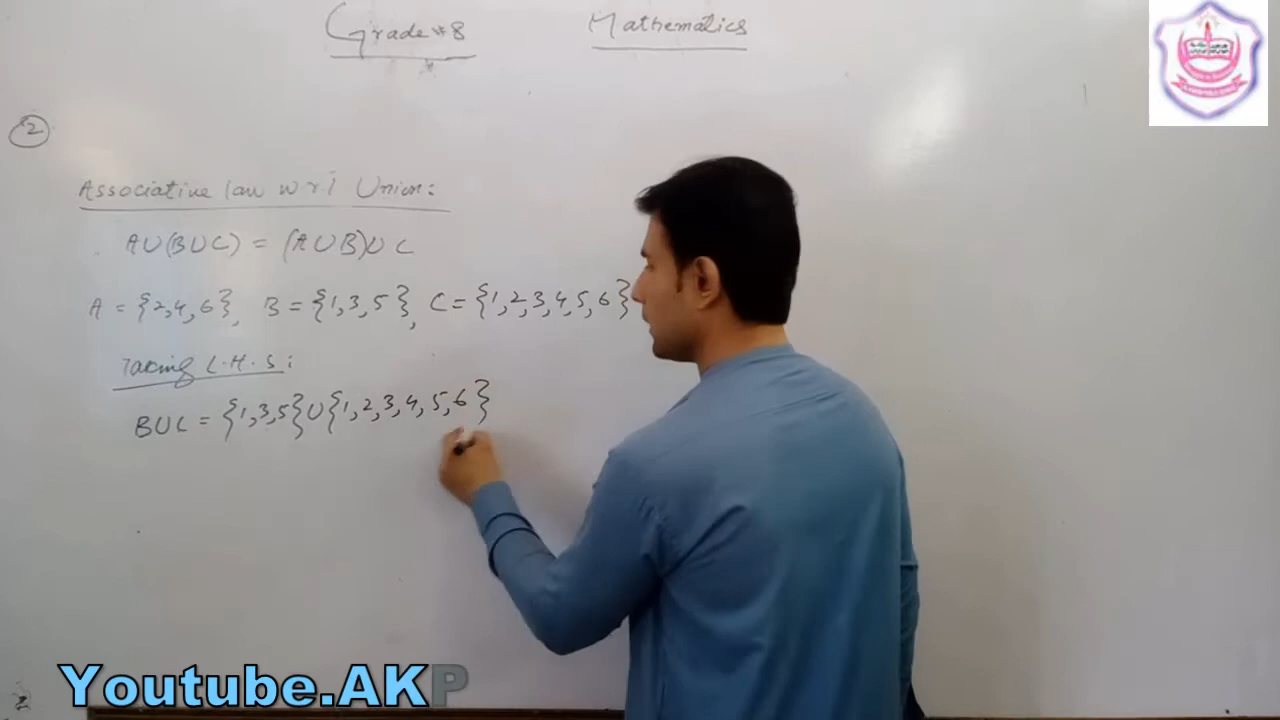 Grade # 8 Mathematics
2
Associative law w.r.t Union:
A∪(B∪C) = (A∪B)∪C
A = {2,4,6}, B = {1,3,5}, C = {1,2,3,4,5,6}
Taking L.H.S:
B∪C = {1,3,5}∪{1,2,3,4,5,6}
Youtube.AKP